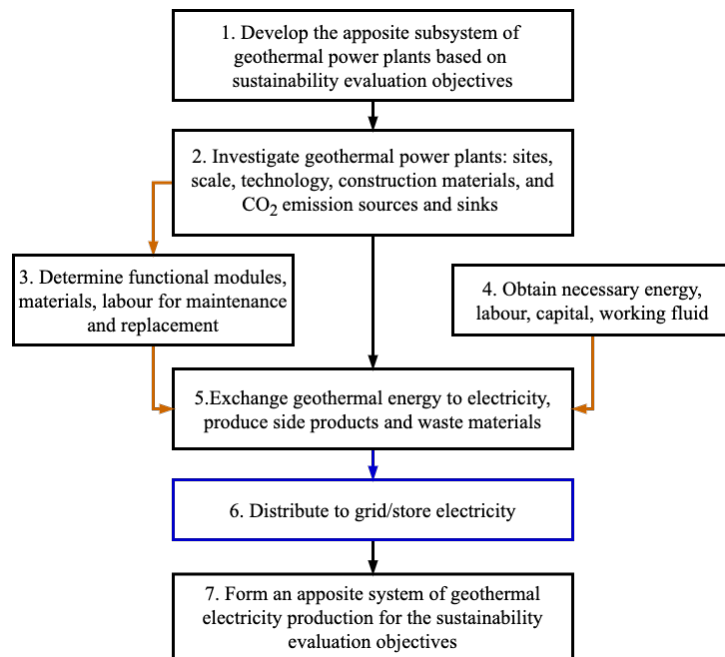 1. Develop the apposite subsystem of
geothermal power plants based on
sustainability evaluation objectives
2. Investigate geothermal power plants: sites,
scale, technology, construction materials, and
CO₂ emission sources and sinks
3. Determine functional modules,
materials, labour for maintenance
and replacement
4. Obtain necessary energy,
labour, capital, working fluid
5.Exchange geothermal energy to electricity,
produce side products and waste materials
6. Distribute to grid/store electricity
7. Form an apposite system of geothermal
electricity production for the sustainability
evaluation objectives